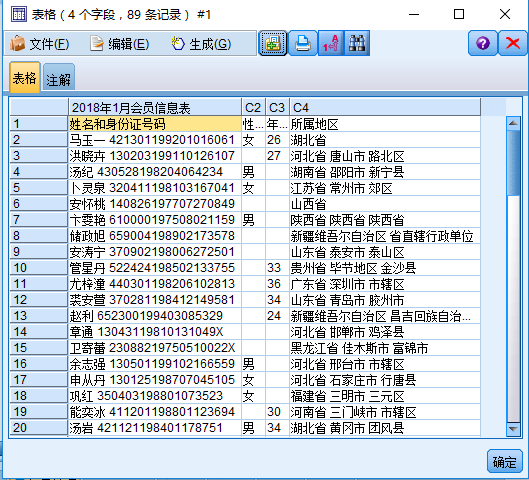 表格（4 个字段，89 条记录）#1
文件(F) 编辑(E) 生成(G)
表格 注解
2018年1月会员信息表 C2 C3 C4
1 姓名和身份证号码 性... 年... 所属地区
2 马玉一 421301199201016061 女 26 湖北省
3 洪晥卉 130203199110126107 27 河北省 唐山市 路北区
4 汤纪 430528198204064234 男 湖南省 邵阳市 新宁县
5 卜灵泉 320411198103167041 女 江苏省 常州市 郊区
6 安怀桃 140826197707270849 山西省
7 卞雯艳 610000197508021159 男 陕西省 陕西省 陕西省
8 储政旭 659004198902173578 新疆维吾尔自治区 省直辖行政单位
9 安涛宁 370902198006272501 山东省 泰安市 泰山区
10 管星丹 522424198502133755 33 贵州省 毕节地区 金沙县
11 尤梓潼 440301198206102813 36 广东省 深圳市 市辖区
12 裘安萱 370281198412149581 34 山东省 青岛市 胶州市
13 赵利 652300199403085329 24 新疆维吾尔自治区 昌吉回族自治...
14 章通 13043119810131049X 河北省 邯郸市 鸡泽县
15 卫寄蕾 23088219750510022X 黑龙江省 佳木斯市 富锦市
16 余志强 130501199102166559 男 河北省 邢台市 市辖区
17 申从丹 130125198707045105 女 河北省 石家庄市 行唐县
18 巩红 350403198801073523 女 福建省 三明市 三元区
19 能奕冰 411201198801123694 30 河南省 三门峡市 市辖区
20 汤岩 421121198401178751 男 34 湖北省 黄冈市 团风县
确定